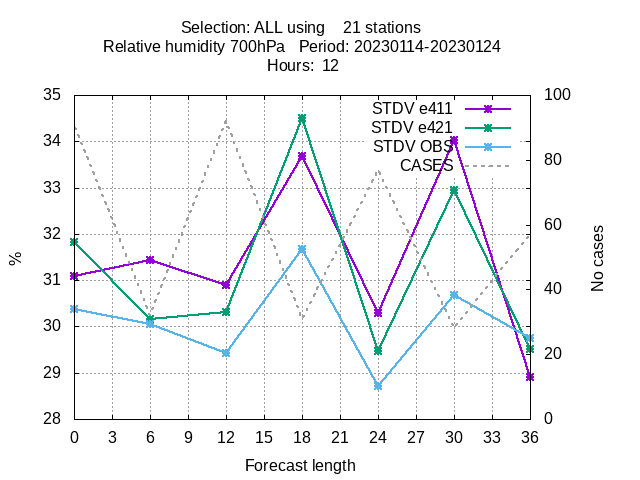 Selection: ALL using    21 stations
Relative humidity 700hPa   Period: 20230114-20230124
Hours:  12
35
34
33
32
31
30
29
28
100
80
60
40
20
0
STDV e411
STDV e421
STDV OBS
CASES
%
No cases
0 3 6 9 12 15 18 21 24 27 30 33 36
Forecast length